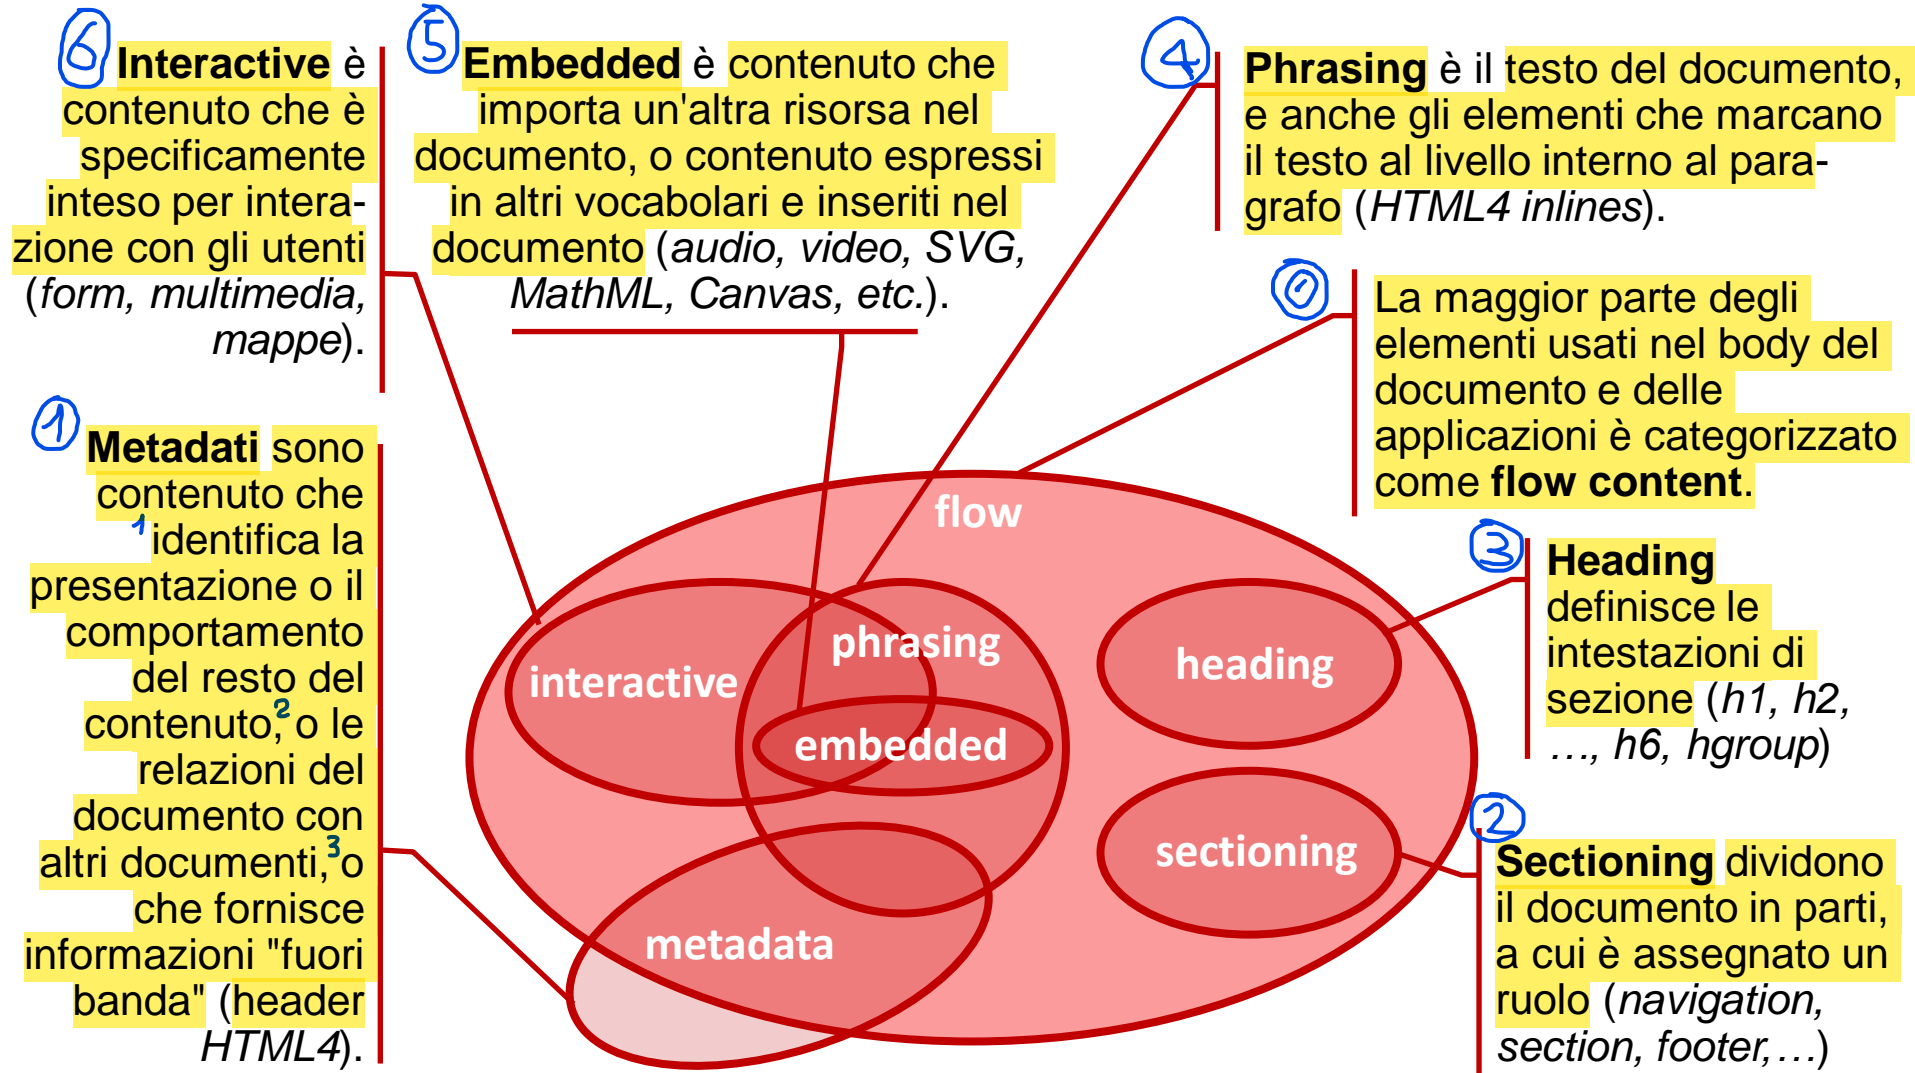 6 Interactive è
contenuto che è
specificamente
inteso per intera-
zione con gli utenti
(form, multimedia,
mappe).
5 Embedded è contenuto che
importa un'altra risorsa nel
documento, o contenuto espressi
in altri vocabolari e inseriti nel
documento (audio, video, SVG,
MathML, Canvas, etc.).
4 Phrasing è il testo del documento,
e anche gli elementi che marcano
il testo al livello interno al para-
grafo (HTML4 inlines).
0 La maggior parte degli
elementi usati nel body del
documento e delle
applicazioni è categorizzato
come flow content.
1 Metadati sono
contenuto che
1 identifica la
presentazione o il
comportamento
del resto del
contenuto, 2 o le
relazioni del
documento con
altri documenti, 3 o
che fornisce
informazioni "fuori
banda" (header
HTML4).
3 Heading
definisce le
intestazioni di
sezione (h1, h2,
…, h6, hgroup)
2 Sectioning dividono
il documento in parti,
a cui è assegnato un
ruolo (navigation,
section, footer,…)
flow
phrasing
interactive
heading
embedded
sectioning
metadata